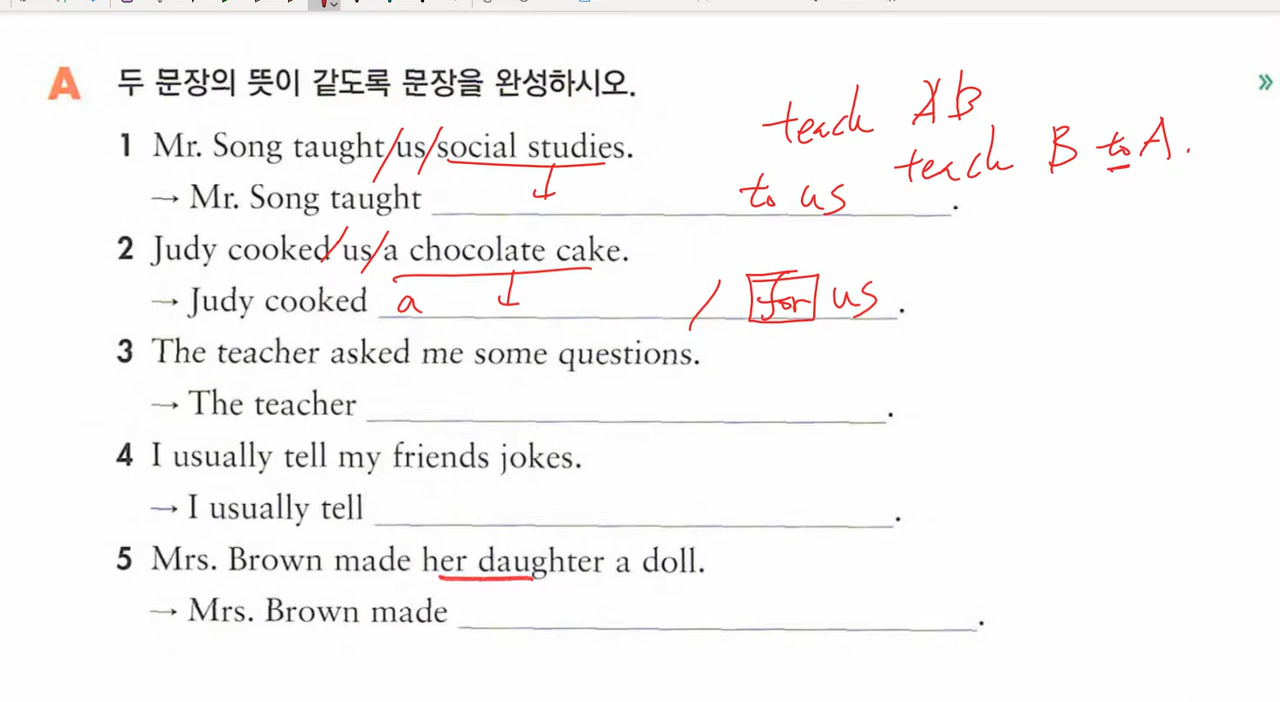 A 두 문장의 뜻이 같도록 문장을 완성하시오.
teach A B
1 Mr. Song taught/us/social studies.
teach B to A.
→ Mr. Song taught to us.
2 Judy cooked/us/a chocolate cake.
→ Judy cooked a / for us.
3 The teacher asked me some questions.
→ The teacher .
4 I usually tell my friends jokes.
→ I usually tell .
5 Mrs. Brown made her daughter a doll.
→ Mrs. Brown made .